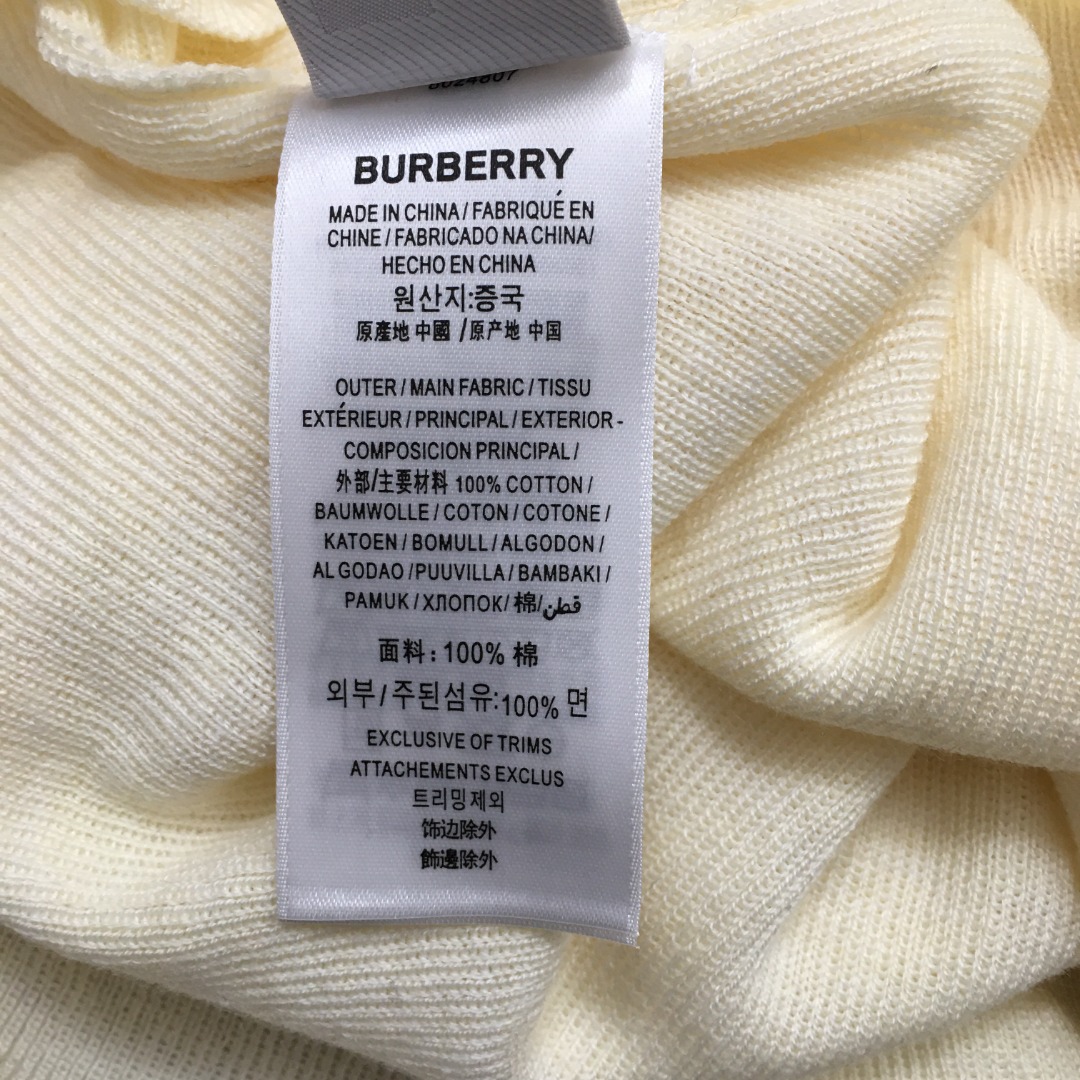 8024807
BURBERRY
MADE IN CHINA / FABRIQUÉ EN
CHINE / FABRICADO NA CHINA/
HECHO EN CHINA
원산지:증국
原產地 中國 /原产地 中国
OUTER / MAIN FABRIC / TISSU
EXTÉRIEUR / PRINCIPAL / EXTERIOR -
COMPOSICION PRINCIPAL /
外部/主要材料 100% COTTON /
BAUMWOLLE / COTON / COTONE /
KATOEN / BOMULL / ALGODON /
ALGODAO / PUUVILLA / BAMBAKI /
PAMUK / ХЛОПОК/ 棉/قطن
面料 : 100% 棉
외부 / 주된섬유:100% 면
EXCLUSIVE OF TRIMS
ATTACHEMENTS EXCLUS
트리밍제외
饰边除外
飾邊除外